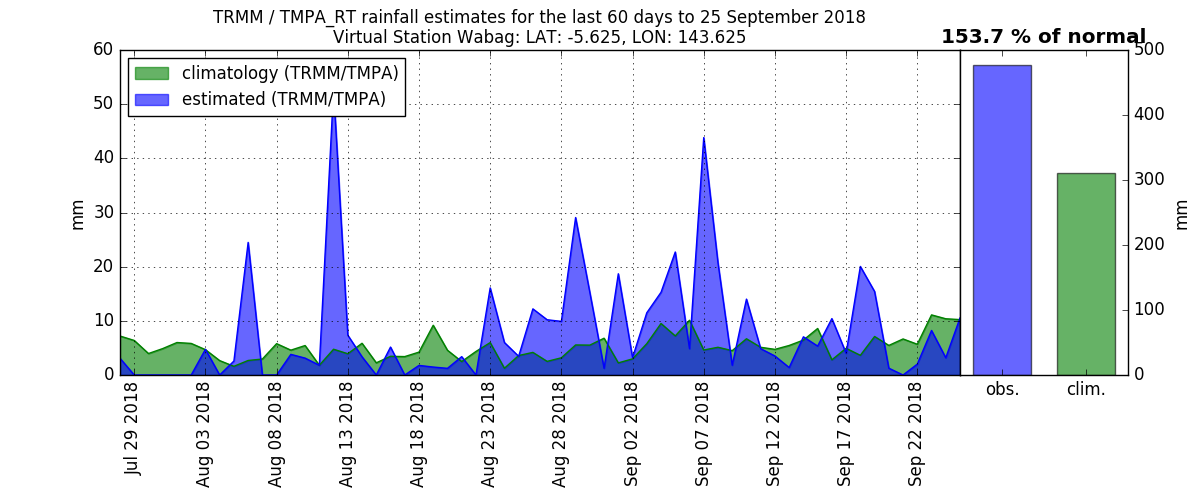 TRMM / TMPA_RT rainfall estimates for the last 60 days to 25 September 2018
Virtual Station Wabag: LAT: -5.625, LON: 143.625
153.7 % of normal
climatology (TRMM/TMPA)
estimated (TRMM/TMPA)
60
50
40
30
20
10
0
mm
Jul 29 2018
Aug 03 2018
Aug 08 2018
Aug 13 2018
Aug 18 2018
Aug 23 2018
Aug 28 2018
Sep 02 2018
Sep 07 2018
Sep 12 2018
Sep 17 2018
Sep 22 2018
500
400
300
200
100
0
mm
obs.
clim.